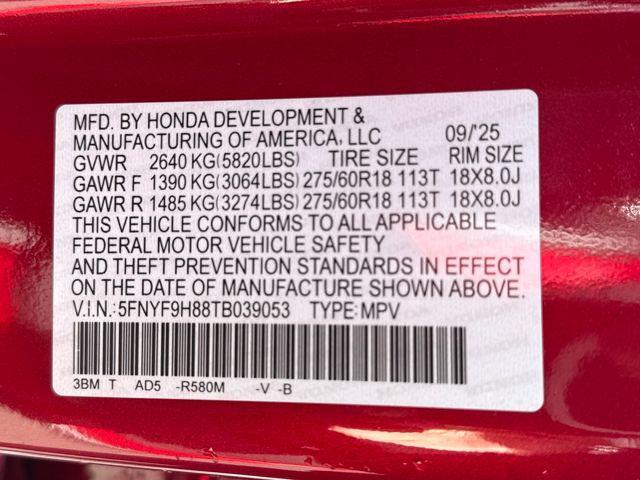 MFD. BY HONDA DEVELOPMENT &
MANUFACTURING OF AMERICA, LLC 09/'25
GVWR 2640 KG(5820LBS) TIRE SIZE RIM SIZE
GAWR F 1390 KG(3064LBS) 275/60R18 113T 18X8.0J
GAWR R 1485 KG(3274LBS) 275/60R18 113T 18X8.0J
THIS VEHICLE CONFORMS TO ALL APPLICABLE
FEDERAL MOTOR VEHICLE SAFETY
AND THEFT PREVENTION STANDARDS IN EFFECT
ON THE DATE OF MANUFACTURE SHOWN ABOVE.
V.I.N.: 5FNYF9H88TB039053 TYPE: MPV
3BM T AD5 -R580M -V -B